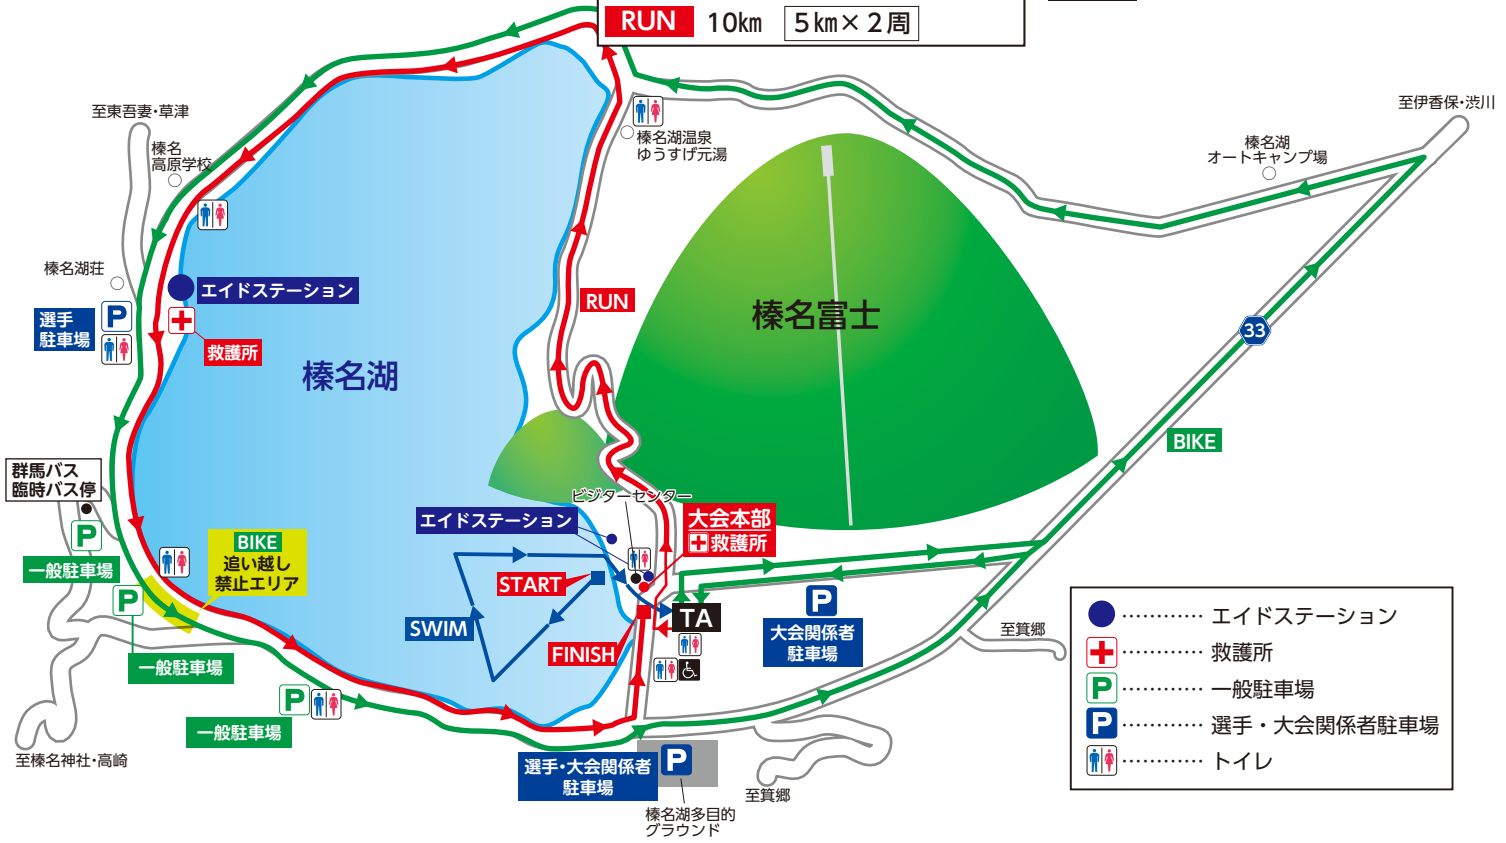 RUN 10km 5km×2周
至東吾妻・草津
榛名
高原学校
榛名湖温泉
ゆうすげ元湯
至伊香保・渋川
榛名湖
オートキャンプ場
榛名湖荘
エイドステーション
選手
駐車場
P
救護所
RUN
榛名富士
33
榛名湖
BIKE
群馬バス
臨時バス停
P
一般駐車場
BIKE
追い越し
禁止エリア
ビジターセンター
エイドステーション
大会本部
救護所
START
SWIM
FINISH
TA
P
大会関係者
駐車場
至箕郷
P
一般駐車場
P
一般駐車場
至榛名神社・高崎
選手・大会関係者
駐車場
P
榛名湖多目的
グラウンド
至箕郷
………… エイドステーション
………… 救護所
P ………… 一般駐車場
P ………… 選手・大会関係者駐車場
………… トイレ